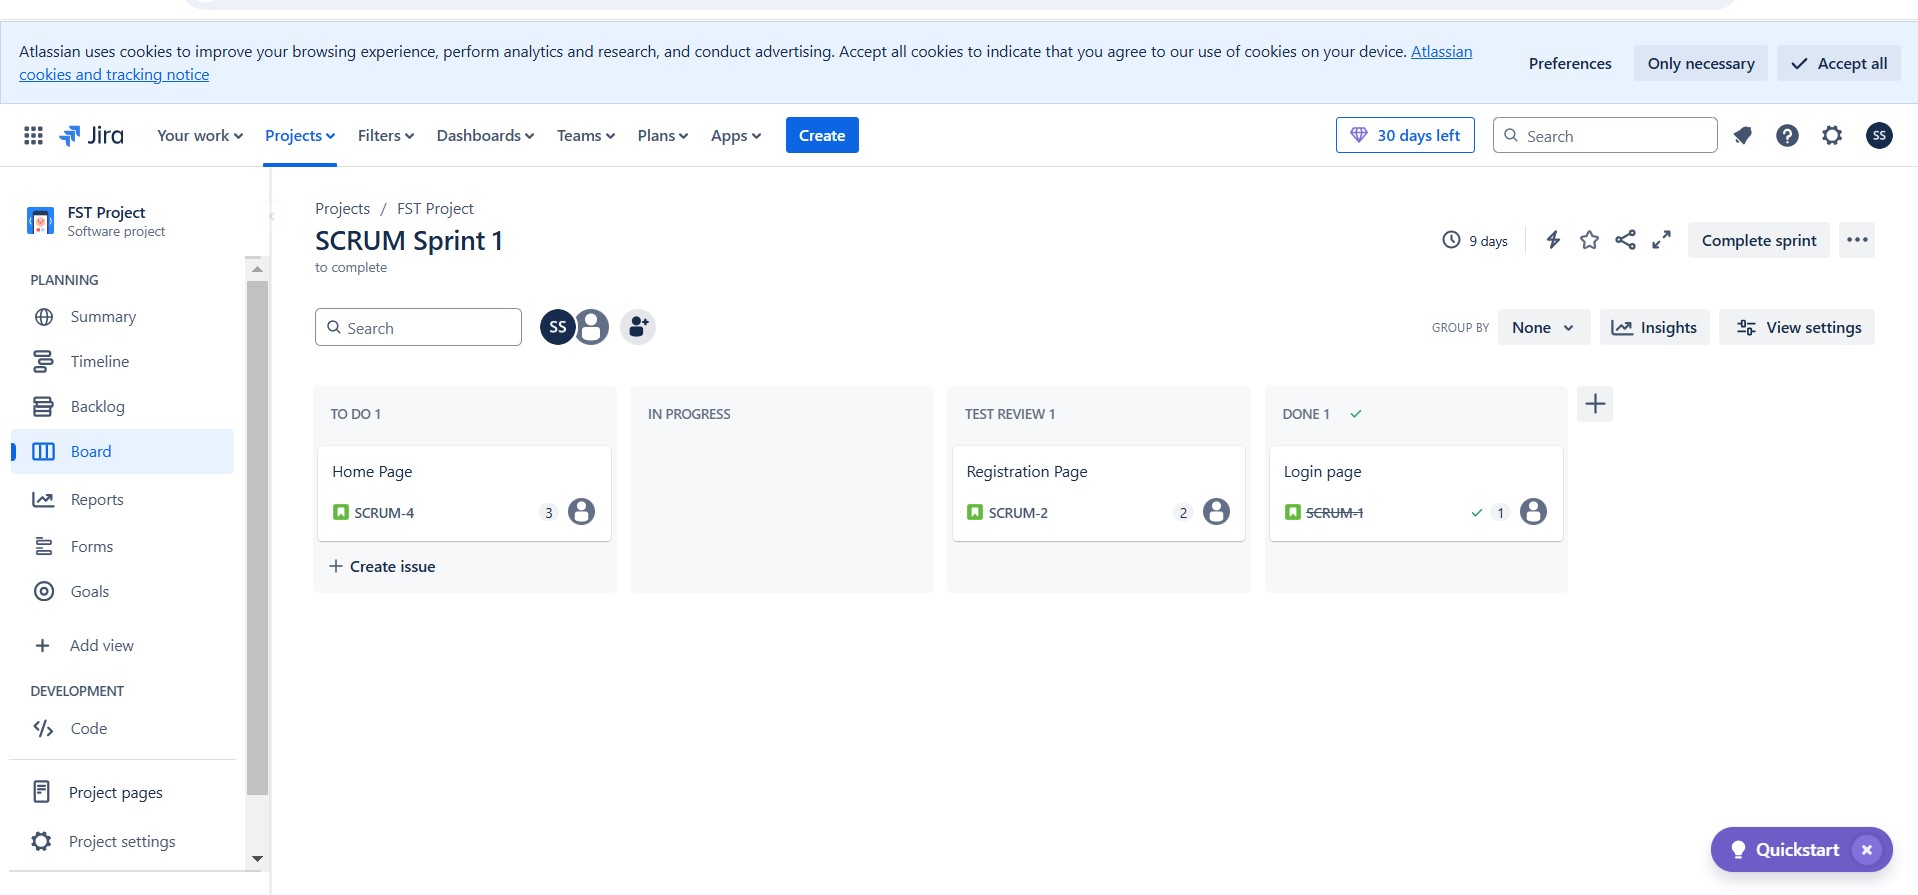 Atlassian uses cookies to improve your browsing experience, perform analytics and research, and conduct advertising. Accept all cookies to indicate that you agree to our use of cookies on your device. Atlassian
cookies and tracking notice
Preferences
Only necessary
Accept all
Jira
Your work
Projects
Filters
Dashboards
Teams
Plans
Apps
Create
30 days left
Search
SS
FST Project
Software project
PLANNING
Summary
Timeline
Backlog
Board
Reports
Forms
Goals
Add view
DEVELOPMENT
Code
Project pages
Project settings
Projects / FST Project
SCRUM Sprint 1
to complete
9 days
Complete sprint
Search
SS
GROUP BY
None
Insights
View settings
TO DO 1
Home Page
SCRUM-4
3
Create issue
IN PROGRESS
TEST REVIEW 1
Registration Page
SCRUM-2
2
DONE 1
Login page
SCRUM-1
1
Quickstart